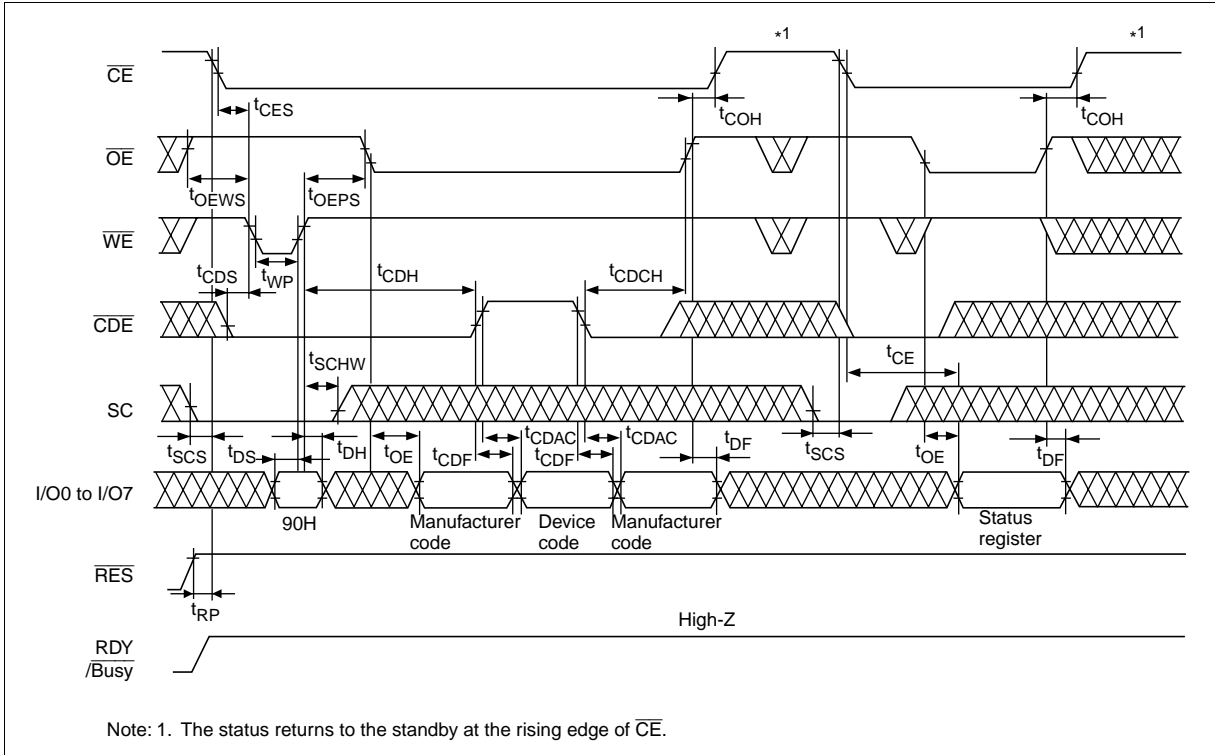 *1 *1
CE
tCES tCOH tCOH
OE
tOEWS tOEPS
WE
tCDS tWP tCDH tCDCH
CDE
tSCHW tCE
SC
tSCS tDS tDH tOE tCDAC tCDF tCDAC tCDF tDF tSCS tOE tDF
I/O0 to I/O7
90H Manufacturer code Device code Manufacturer code Status register
RES
tRP
High-Z
RDY
/Busy
Note: 1. The status returns to the standby at the rising edge of CE.